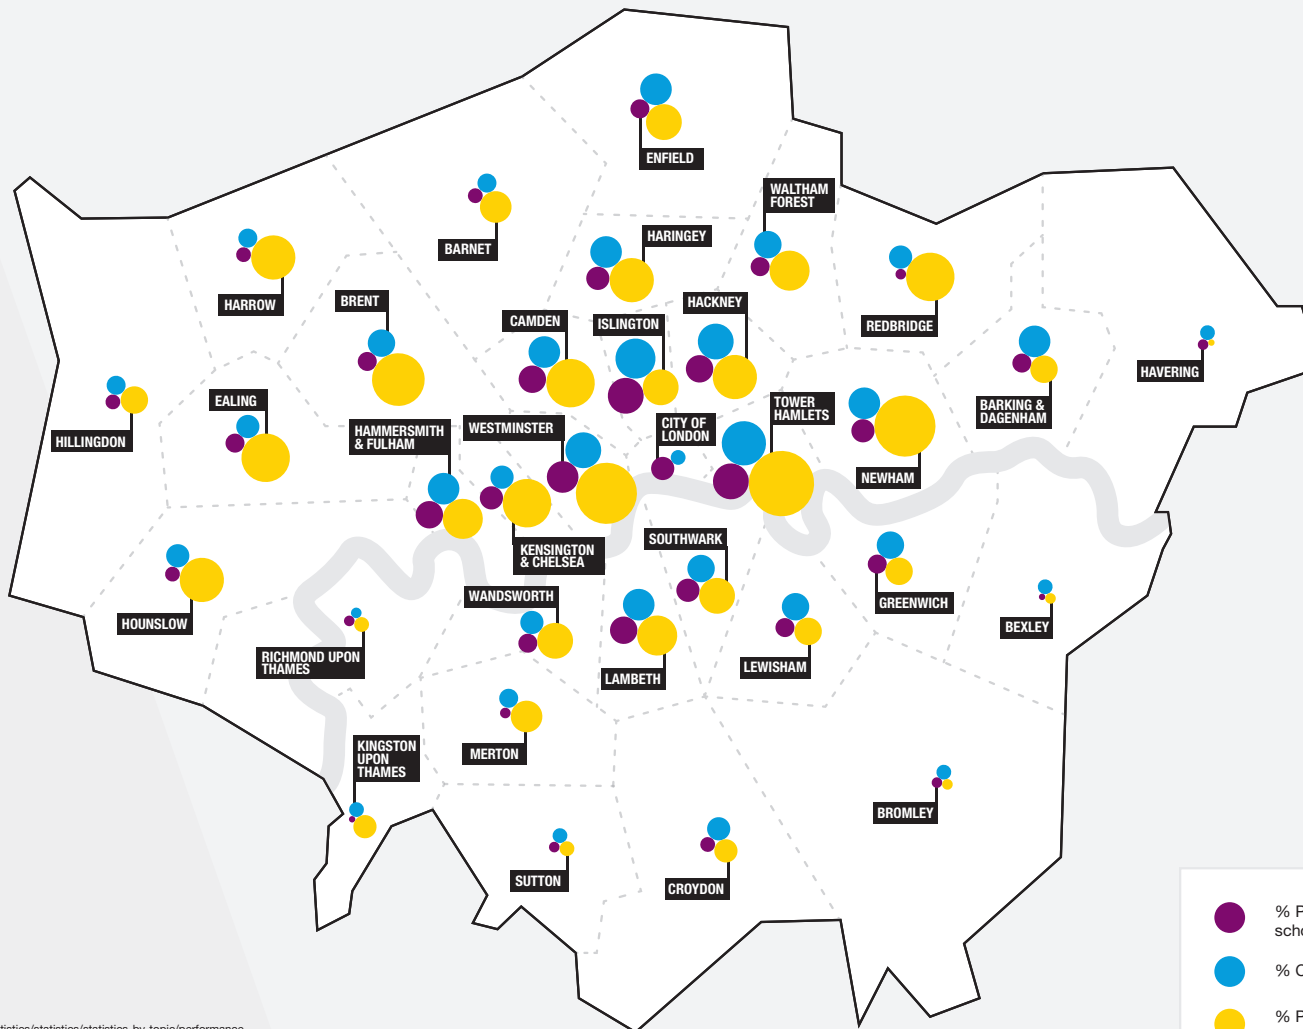 ENFIELD
WALTHAM
FOREST
BARNET
HARINGEY
HARROW
BRENT
CAMDEN
ISLINGTON
HACKNEY
REDBRIDGE
HAVERING
HILLINGDON
EALING
HAMMERSMITH
& FULHAM
WESTMINSTER
CITY OF
LONDON
TOWER
HAMLETS
NEWHAM
BARKING &
DAGENHAM
KENSINGTON
& CHELSEA
SOUTHWARK
HOUNSLOW
WANDSWORTH
GREENWICH
BEXLEY
RICHMOND UPON
THAMES
LAMBETH
LEWISHAM
KINGSTON
UPON
THAMES
MERTON
BROMLEY
SUTTON
CROYDON
% P
scho
% C
% F